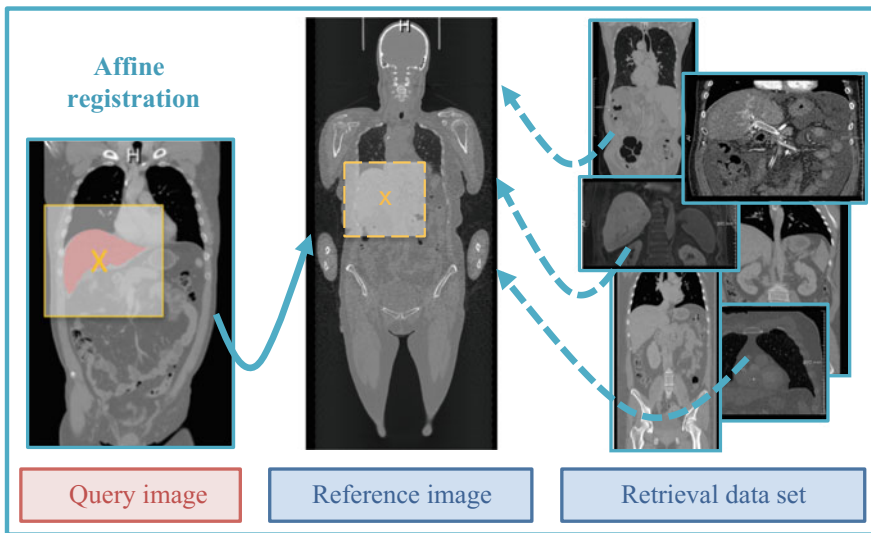 Affine
registration
H
X
H
x
Query image
Reference image
Retrieval data set